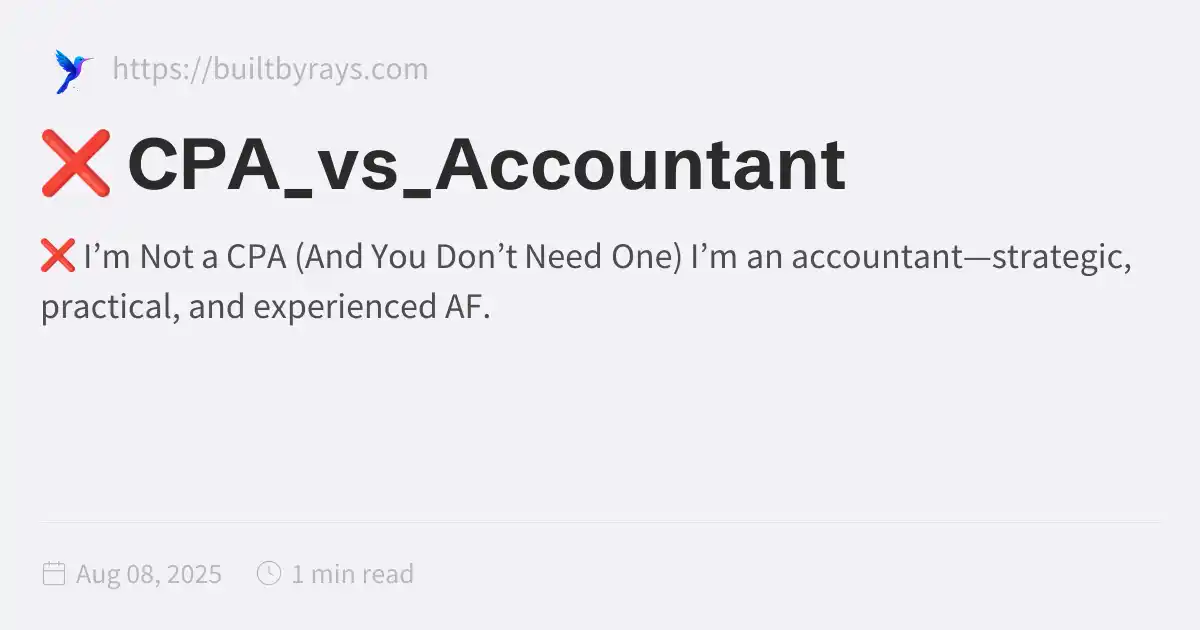 https://builtbyrays.com
❌ CPA_vs_Accountant
❌ I’m Not a CPA (And You Don’t Need One) I’m an accountant—strategic,
practical, and experienced AF.
Aug 08, 2025 1 min read